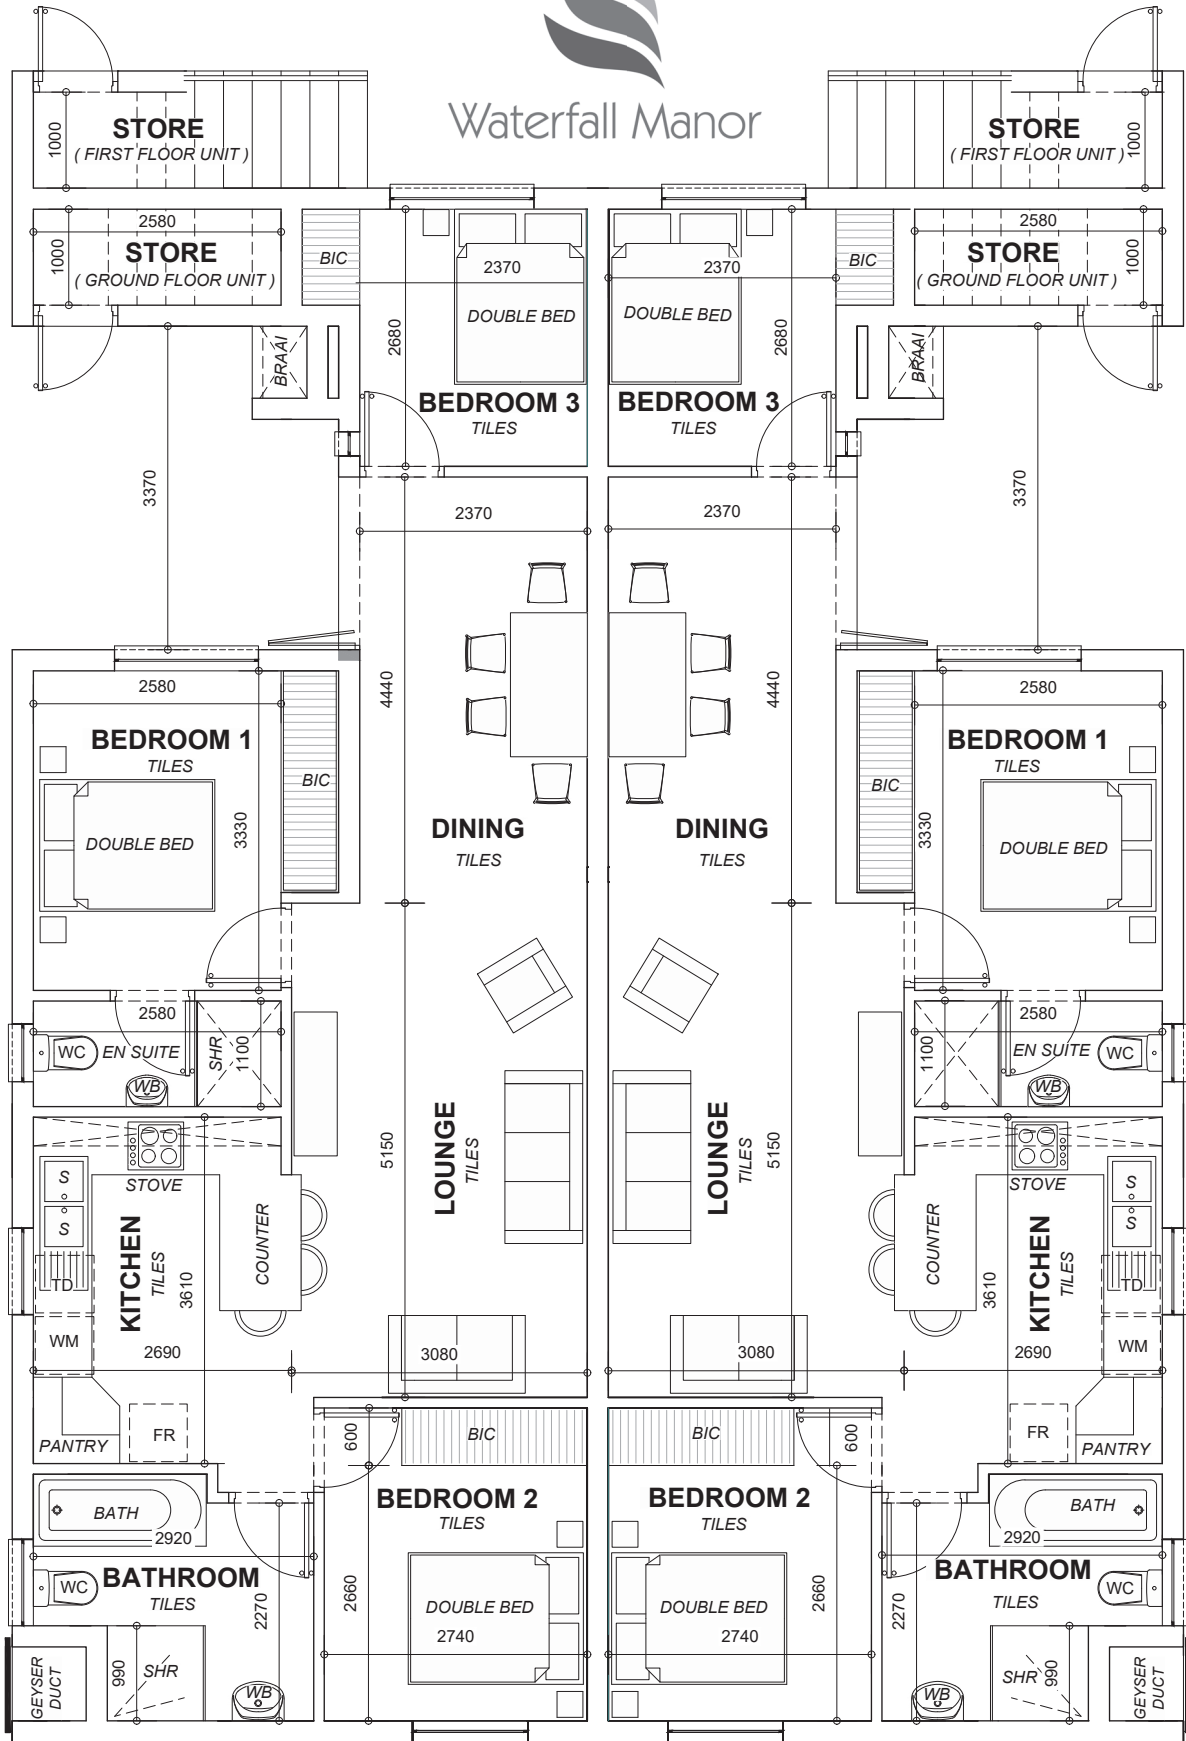 Waterfall Manor
STORE
( FIRST FLOOR UNIT )
1000
STORE
( FIRST FLOOR UNIT )
1000
2580
STORE
( GROUND FLOOR UNIT )
1000
BIC
2370
DOUBLE BED
2680
BRAAI
BEDROOM 3
TILES
2370
DOUBLE BED
2680
BIC
BRAAI
BEDROOM 3
TILES
2580
STORE
( GROUND FLOOR UNIT )
1000
3370
2370
2370
3370
2580
BEDROOM 1
TILES
DOUBLE BED
3330
BIC
4440
DINING
TILES
4440
DINING
TILES
2580
BEDROOM 1
TILES
DOUBLE BED
3330
BIC
2580
WC
EN SUITE
SHR
1100
WB
2580
1100
EN SUITE
WC
WB
STOVE
S
S
TD
WM
KITCHEN
TILES
3610
COUNTER
2690
PANTRY
FR
LOUNGE
TILES
5150
3080
LOUNGE
TILES
5150
3080
STOVE
S
S
TD
WM
KITCHEN
TILES
3610
COUNTER
2690
FR
PANTRY
600
BIC
BEDROOM 2
TILES
DOUBLE BED
2660
2740
BIC
600
BEDROOM 2
TILES
DOUBLE BED
2660
2740
BATH
2920
BATHROOM
TILES
WC
2270
990
SHR
WB
GEYSER
DUCT
BATH
2920
BATHROOM
TILES
WC
2270
SHR
990
WB
GEYSER
DUCT